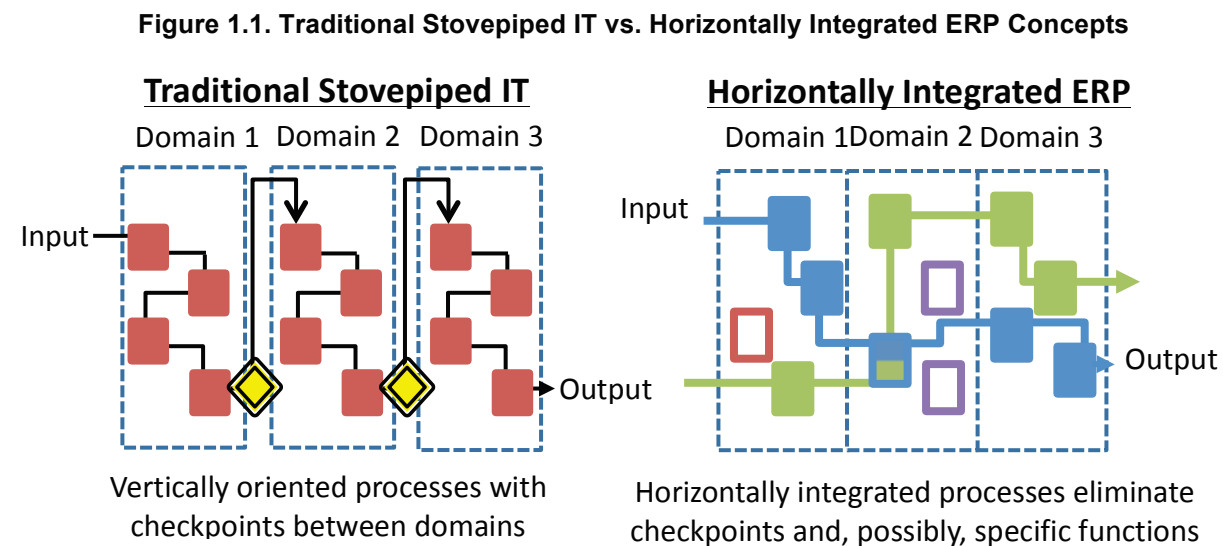 Figure 1.1. Traditional Stovepiped IT vs. Horizontally Integrated ERP Concepts
Traditional Stovepiped IT
Domain 1 Domain 2 Domain 3
Input
Output
Vertically oriented processes with
checkpoints between domains
Horizontally Integrated ERP
Domain 1Domain 2 Domain 3
Input
Output
Horizontally integrated processes eliminate
checkpoints and, possibly, specific functions